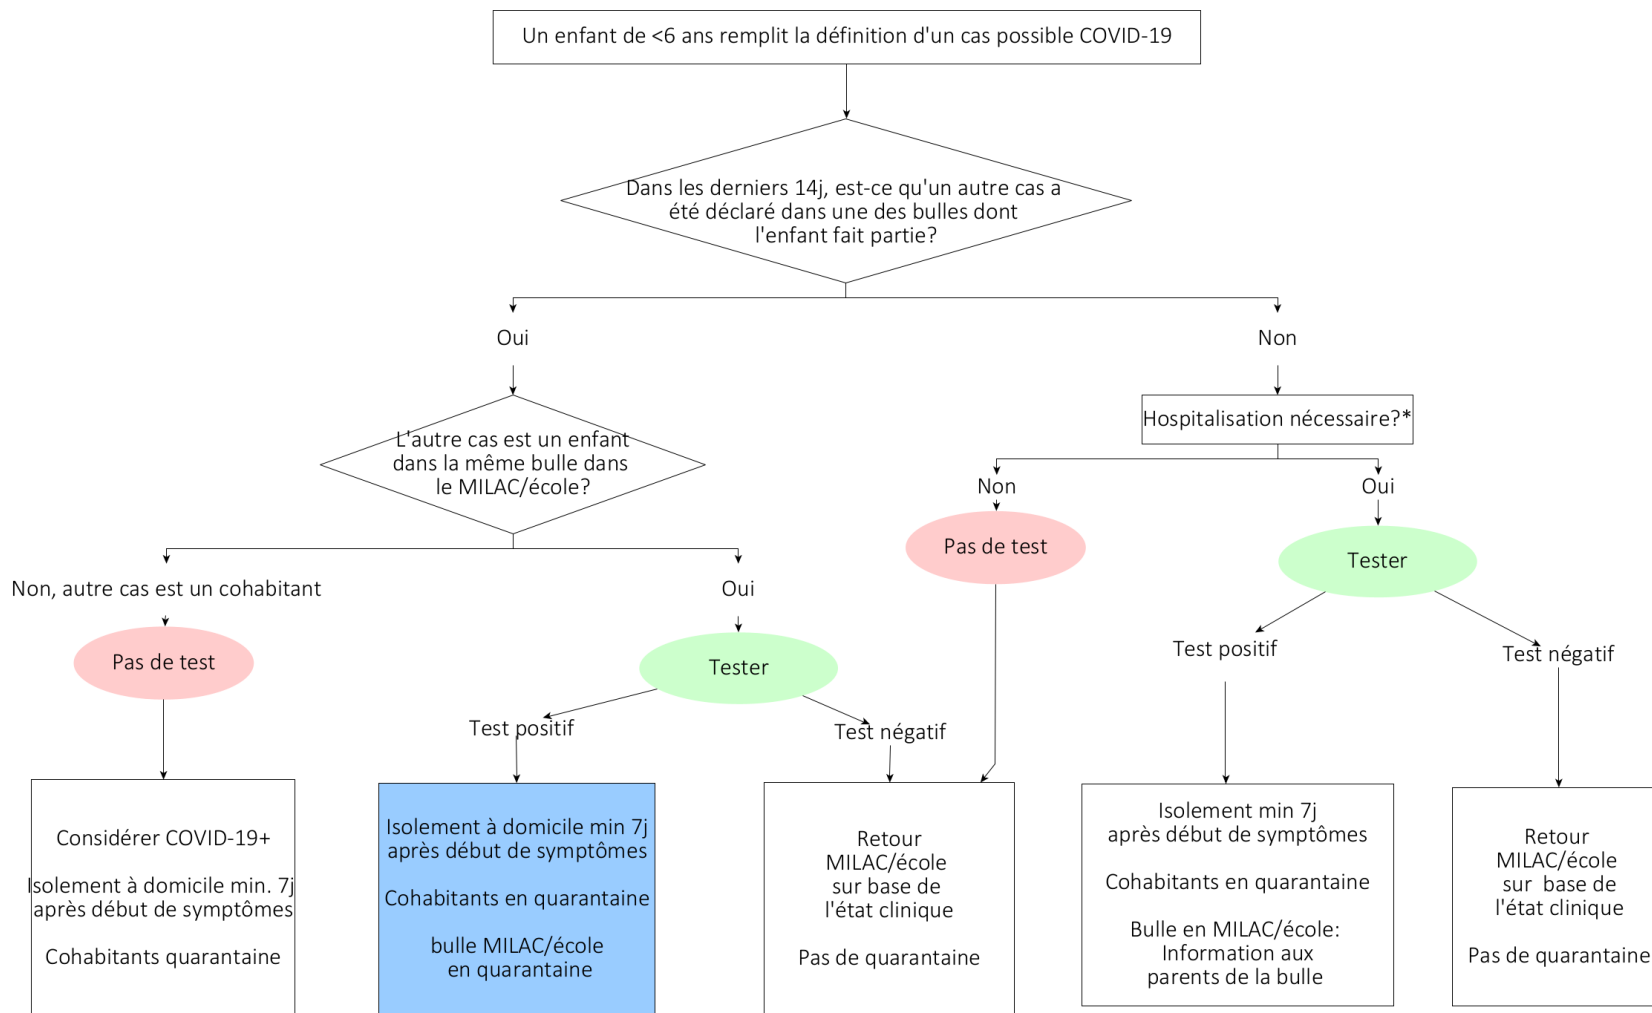 Un enfant de <6 ans remplit la définition d'un cas possible COVID-19
Dans les derniers 14j, est-ce qu'un autre cas a
été déclaré dans une des bulles dont
l'enfant fait partie?
Oui
Non
L'autre cas est un enfant
dans la même bulle dans
le MILAC/école?
Hospitalisation nécessaire?*
Non
Oui
Pas de test
Tester
Non, autre cas est un cohabitant
Oui
Pas de test
Tester
Test positif
Test négatif
Test positif
Test négatif
Considérer COVID-19+
Isolement à domicile min. 7j
après début de symptômes
Cohabitants quarantaine
Isolement à domicile min 7j
après début de symptômes
Cohabitants en quarantaine
bulle MILAC/école
en quarantaine
Retour
MILAC/école
sur base de
l'état clinique
Pas de quarantaine
Isolement min 7j
après début de symptômes
Cohabitants en quarantaine
Bulle en MILAC/école:
Information aux
parents de la bulle
Retour
MILAC/école
sur base de
l'état clinique
Pas de quarantaine